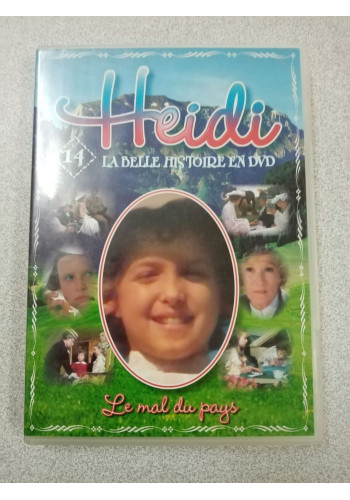 Heidi
14
LA BELLE HISTOIRE EN DVD
Le mal du pays